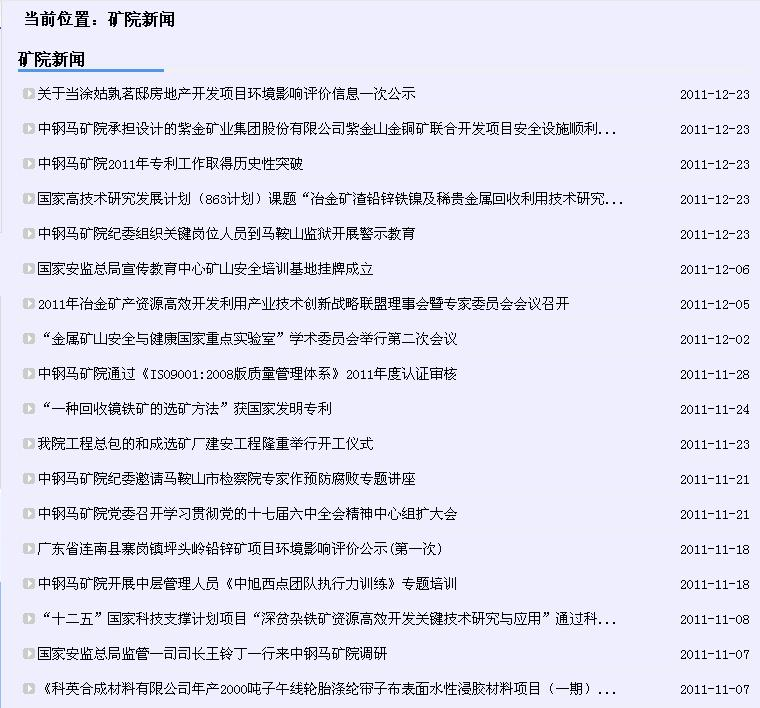 当前位置：矿院新闻
矿院新闻
关于当涂姑孰茗邸房地产开发项目环境影响评价信息一次公示 2011-12-23
中钢马矿院承担设计的紫金矿业集团股份有限公司紫金山金铜矿联合开发项目安全设施顺利... 2011-12-23
中钢马矿院2011年专利工作取得历史性突破 2011-12-23
国家高技术研究发展计划（863计划）课题“冶金矿渣铅锌铁镍及稀贵金属回收利用技术研究... 2011-12-23
中钢马矿院纪委组织关键岗位人员到马鞍山监狱开展警示教育 2011-12-23
国家安监总局宣传教育中心矿山安全培训基地挂牌成立 2011-12-06
2011年冶金矿产资源高效开发利用产业技术创新战略联盟理事会暨专家委员会会议召开 2011-12-05
“金属矿山安全与健康国家重点实验室”学术委员会举行第二次会议 2011-12-02
中钢马矿院通过《ISO9001:2008版质量管理体系》2011年度认证审核 2011-11-28
“一种回收镜铁矿的选矿方法”获国家发明专利 2011-11-24
我院工程总包的和成选矿厂建安工程隆重举行开工仪式 2011-11-23
中钢马矿院纪委邀请马鞍山市检察院专家作预防腐败专题讲座 2011-11-21
中钢马矿院党委召开学习贯彻党的十七届六中全会精神中心组扩大会 2011-11-21
广东省连南县寨岗镇坪头岭铅锌矿项目环境影响评价公示(第一次) 2011-11-18
中钢马矿院开展中层管理人员《中旭西点团队执行力训练》专题培训 2011-11-18
“十二五”国家科技支撑计划项目“深贫杂铁矿资源高效开发关键技术研究与应用”通过科... 2011-11-08
国家安监总局监管一司司长王铃丁一行来中钢马矿院调研 2011-11-07
《科英合成材料有限公司年产2000吨子午线轮胎涤纶帘子布表面水性浸胶材料项目（一期）... 2011-11-07